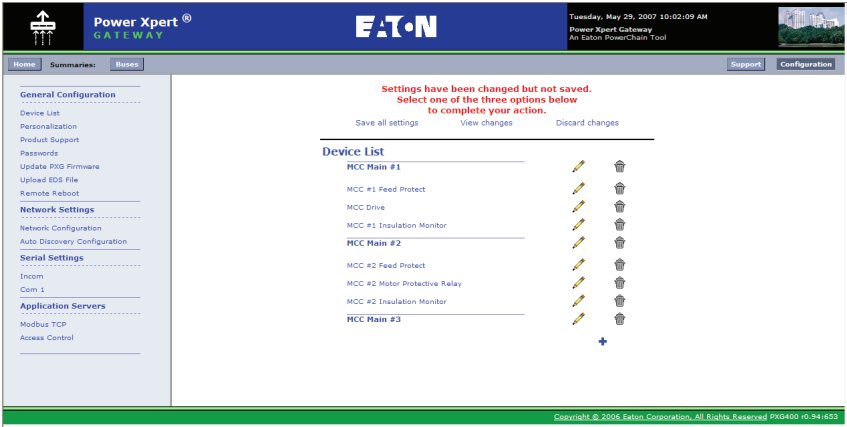 Power Xpert ®
GATEWAY
EATON
Tuesday, May 29, 2007 10:02:09 AM
Power Xpert Gateway
An Eaton PowerChain Tool
Home Summaries: Buses Support Configuration
General Configuration
Device List
Personalization
Product Support
Passwords
Update PXG Firmware
Upload EDS File
Remote Reboot
Network Settings
Network Configuration
Auto Discovery Configuration
Serial Settings
Incom
Com 1
Application Servers
Modbus TCP
Access Control
Settings have been changed but not saved.
Select one of the three options below
to complete your action.
Save all settings View changes Discard changes
Device List
MCC Main #1
MCC #1 Feed Protect
MCC Drive
MCC #1 Insulation Monitor
MCC Main #2
MCC #2 Feed Protect
MCC #2 Motor Protective Relay
MCC #2 Insulation Monitor
MCC Main #3
Copyright © 2006 Eaton Corporation, All Rights Reserved PXG400 r0.94:653